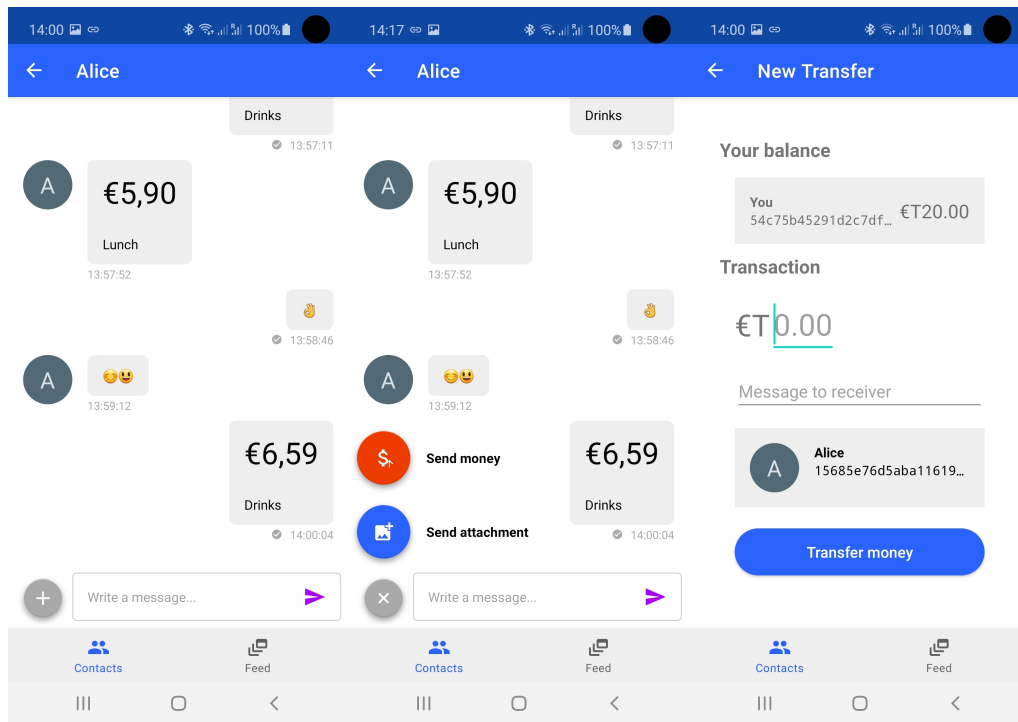 14:00 100%
Alice
Drinks
13:57:11
A
€5,90
Lunch
13:57:52
👌
13:58:46
A
😊😃
13:59:12
€6,59
Drinks
14:00:04
Write a message...
Contacts
Feed
14:17 100%
Alice
Drinks
13:57:11
A
€5,90
Lunch
13:57:52
👌
13:58:46
A
😊😃
13:59:12
€6,59
Send money
Drinks
Send attachment
14:00:04
Write a message...
Contacts
Feed
14:00 100%
New Transfer
Your balance
You
54c75b45291d2c7df…
€T20.00
Transaction
€T 0.00
Message to receiver
A
Alice
15685e76d5aba11619…
Transfer money
Contacts
Feed